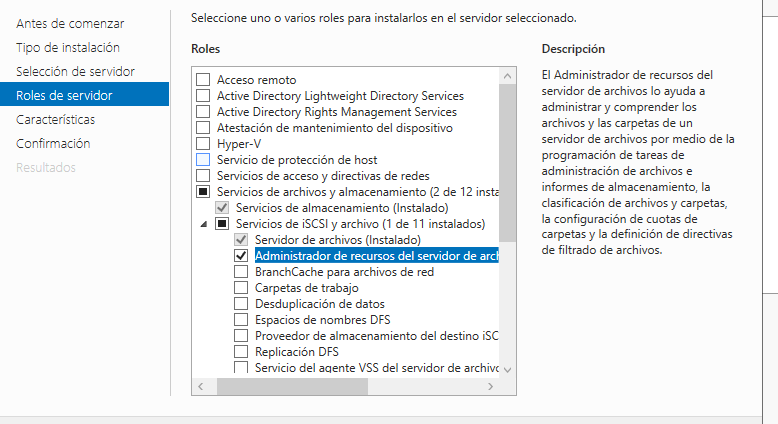 Antes de comenzar
Tipo de instalación
Selección de servidor
Roles de servidor
Características
Confirmación
Resultados
Seleccione uno o varios roles para instalarlos en el servidor seleccionado.
Roles
Acceso remoto
Active Directory Lightweight Directory Services
Active Directory Rights Management Services
Atestación de mantenimiento del dispositivo
Hyper-V
Servicio de protección de host
Servicios de acceso y directivas de redes
Servicios de archivos y almacenamiento (2 de 12 insta
Servicios de almacenamiento (Instalado)
Servicios de iSCSI y archivo (1 de 11 instalados)
Servidor de archivos (Instalado)
Administrador de recursos del servidor de arch
BranchCache para archivos de red
Carpetas de trabajo
Desduplicación de datos
Espacios de nombres DFS
Proveedor de almacenamiento del destino iSC
Replicación DFS
Servicio del agente VSS del servidor de archivo
Descripción
El Administrador de recursos del
servidor de archivos lo ayuda a
administrar y comprender los
archivos y las carpetas de un
servidor de archivos por medio de la
programación de tareas de
administración de archivos e
informes de almacenamiento, la
clasificación de archivos y carpetas,
la configuración de cuotas de
carpetas y la definición de directivas
de filtrado de archivos.